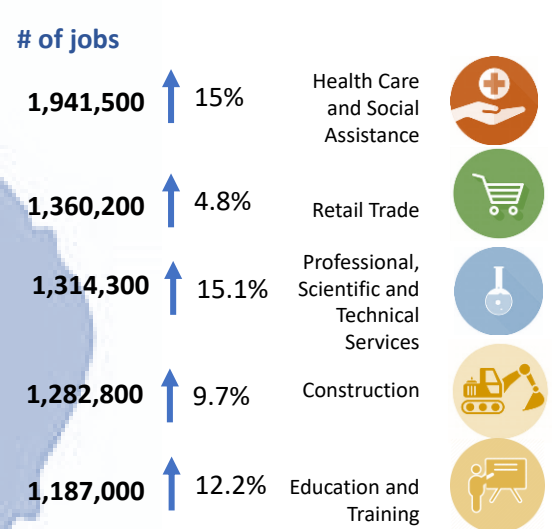 # of jobs
1,941,500 15% Health Care
and Social
Assistance
1,360,200 4.8% Retail Trade
1,314,300 15.1% Professional,
Scientific and
Technical
Services
1,282,800 9.7% Construction
1,187,000 12.2% Education and
Training